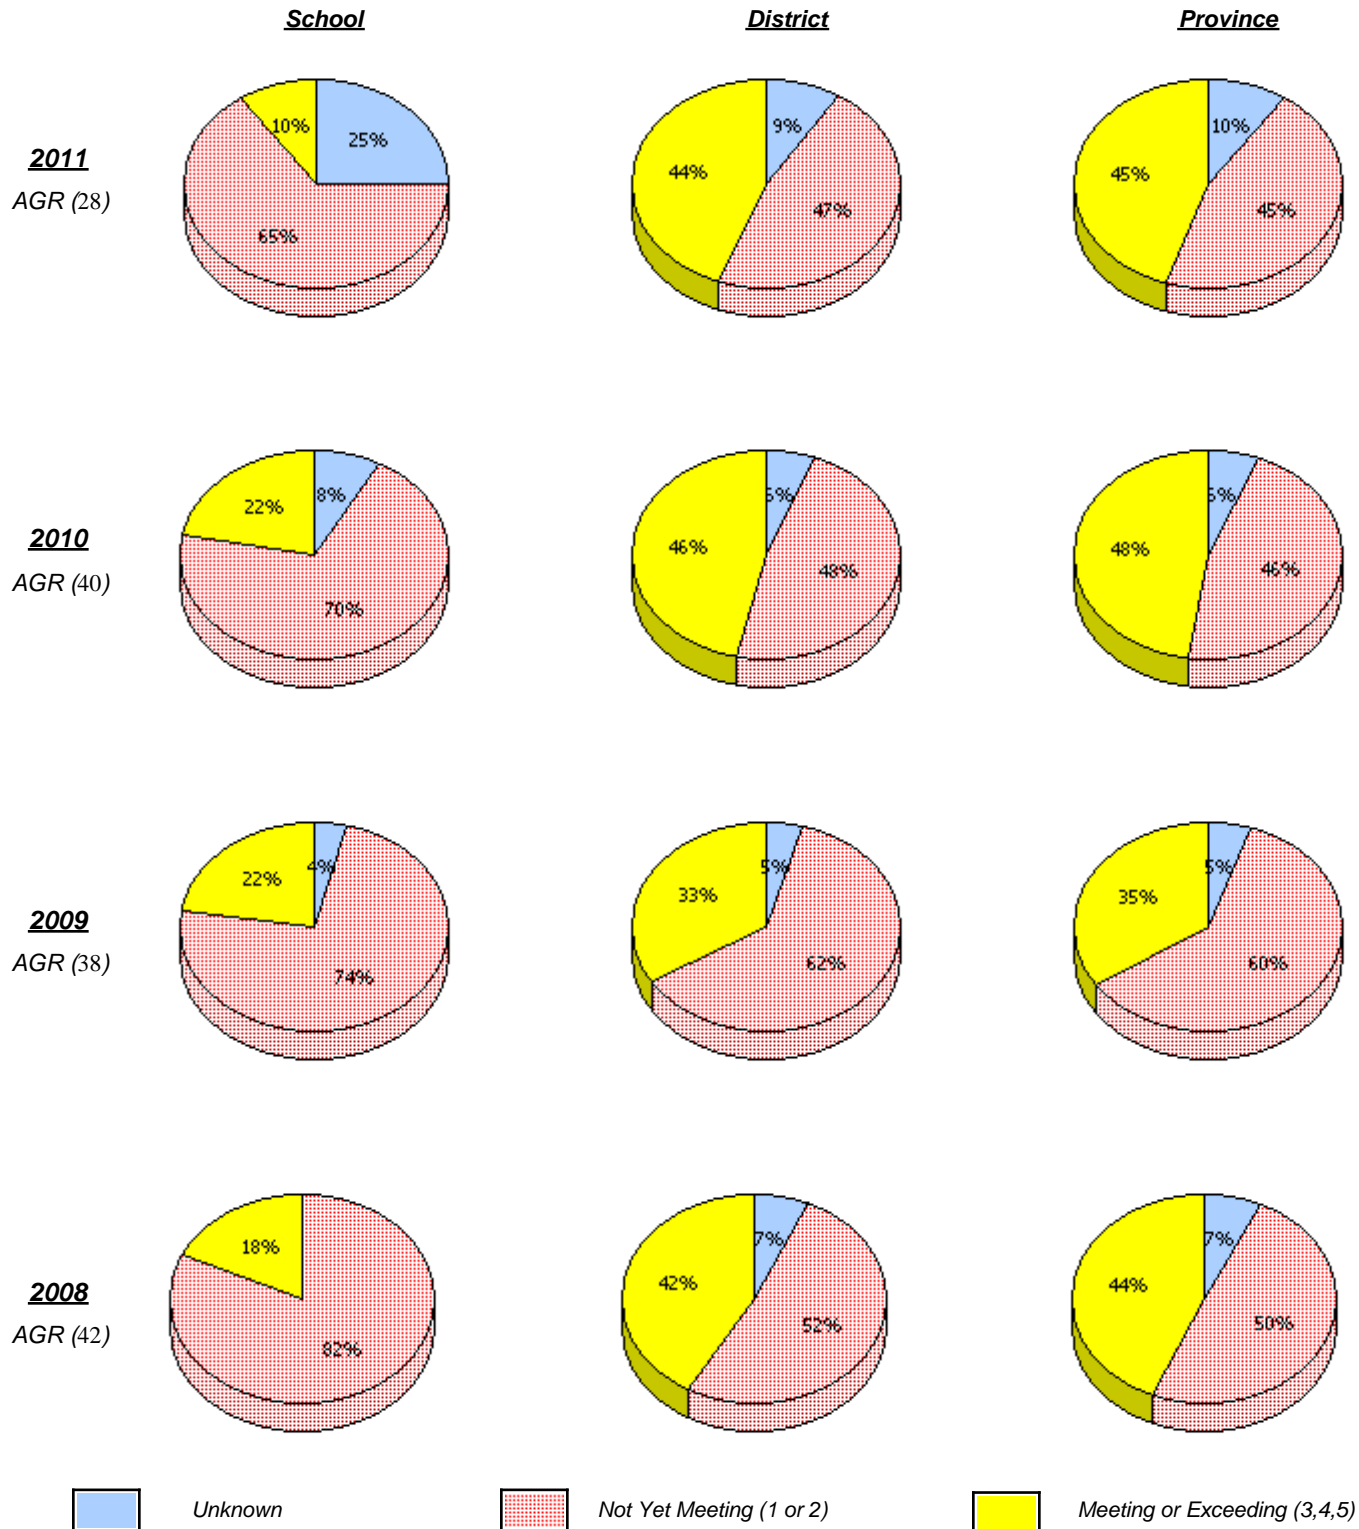 School District Province
2011
AGR (28)
10% 25% 65%
9% 44% 47%
10% 45% 45%
2010
AGR (40)
8% 22% 70%
46% 48%
48% 46%
2009
AGR (38)
4% 22% 74%
5% 33% 62%
5% 35% 60%
2008
AGR (42)
18% 82%
7% 42% 52%
7% 44% 50%
Unknown Not Yet Meeting (1 or 2) Meeting or Exceeding (3,4,5)